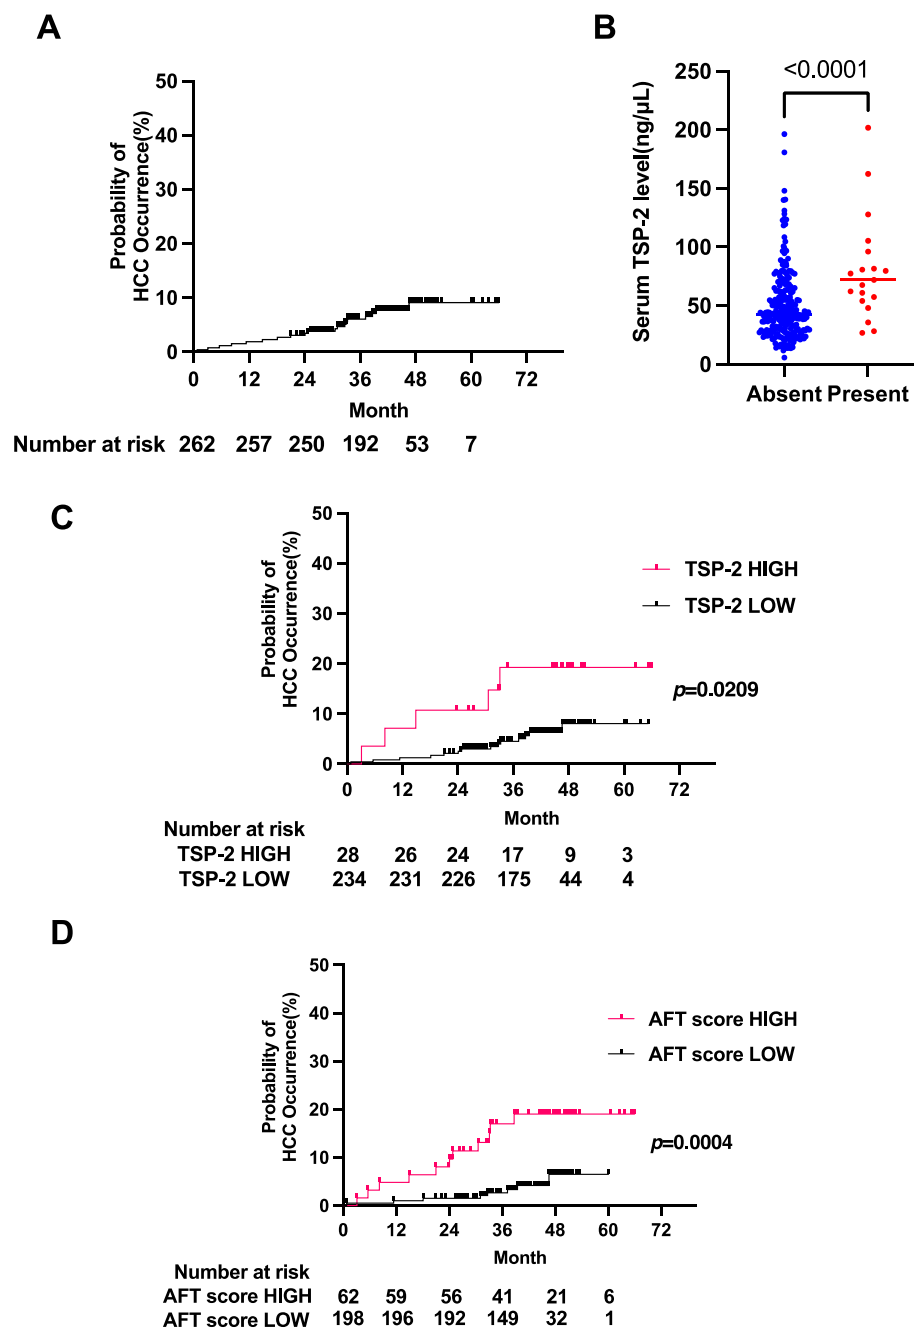 A
Probability of
HCC Occurrence(%)
50
40
30
20
10
0
0 12 24 36 48 60 72
Month
Number at risk 262 257 250 192 53 7
B
<0.0001
Serum TSP-2 level(ng/μL)
250
200
150
100
50
0
Absent Present
C
Probability of
HCC Occurrence(%)
50
40
30
20
10
0
0 12 24 36 48 60 72
Month
TSP-2 HIGH
TSP-2 LOW
p=0.0209
Number at risk
TSP-2 HIGH 28 26 24 17 9 3
TSP-2 LOW 234 231 226 175 44 4
D
Probability of
HCC Occurrence(%)
50
40
30
20
10
0
0 12 24 36 48 60 72
Month
AFT score HIGH
AFT score LOW
p=0.0004
Number at risk
AFT score HIGH 62 59 56 41 21 6
AFT score LOW 198 196 192 149 32 1